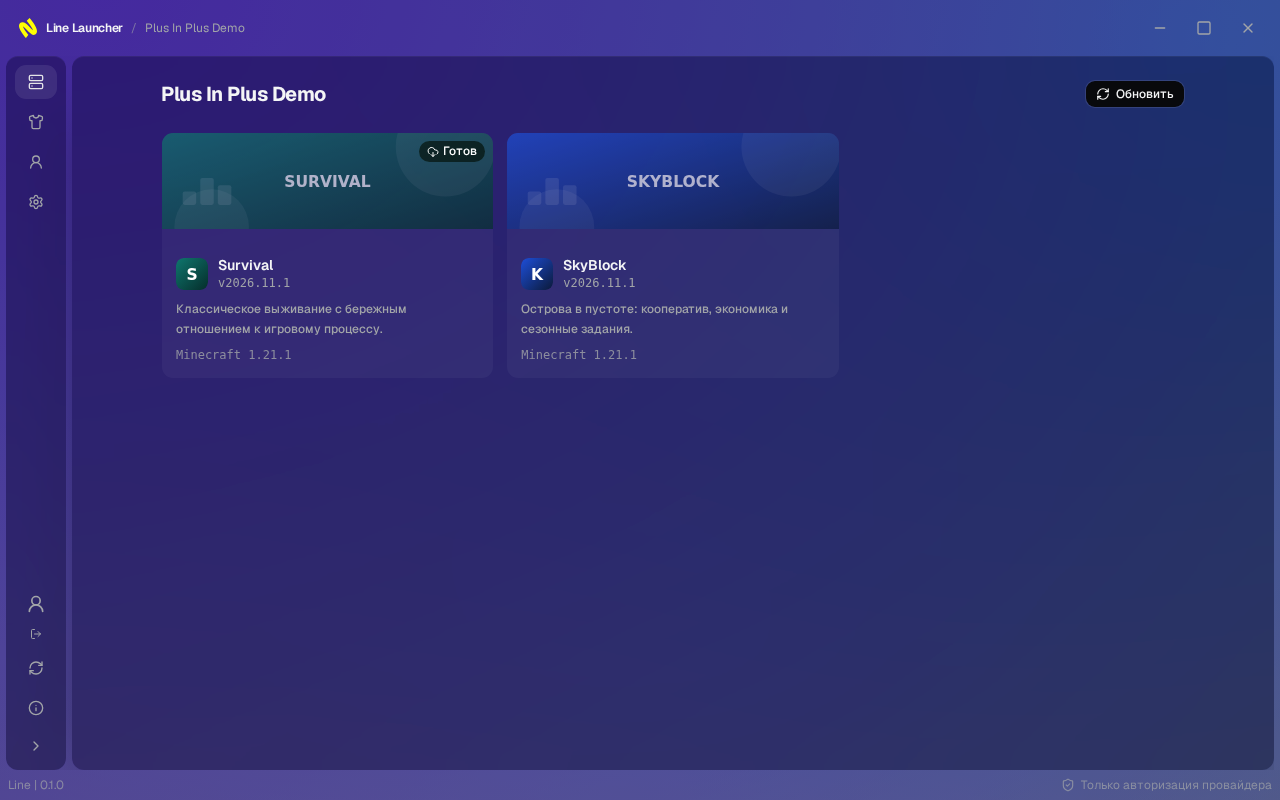 Line Launcher / Plus In Plus Demo
Plus In Plus Demo
Обновить
Готов
SURVIVAL
S
Survival
v2026.11.1
Классическое выживание с бережным
отношением к игровому процессу.
Minecraft 1.21.1
SKYBLOCK
K
SkyBlock
v2026.11.1
Острова в пустоте: кооператив, экономика и
сезонные задания.
Minecraft 1.21.1
Line | 0.1.0
Только авторизация провайдера